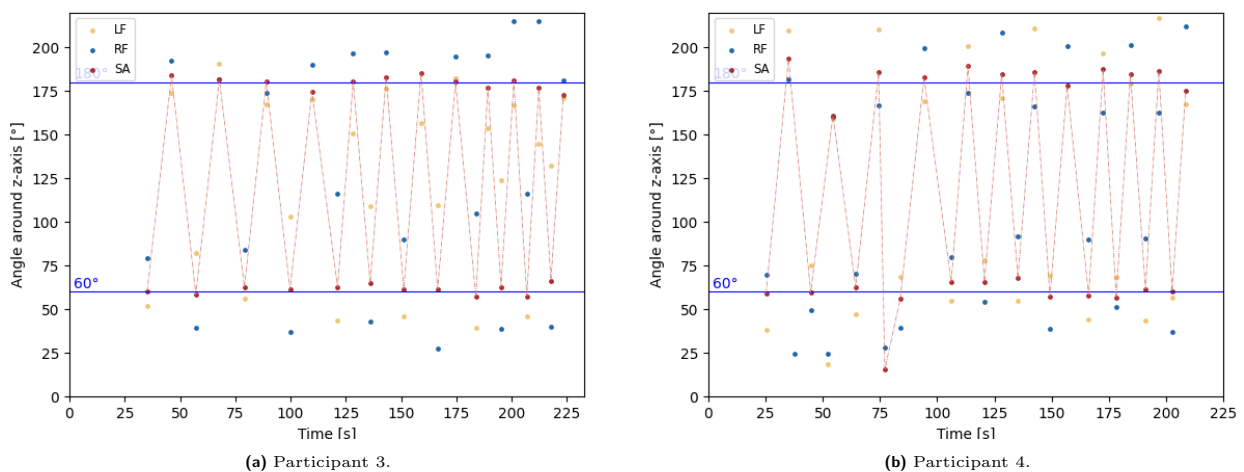 LF
RF
SA
180°
60°
200
175
150
125
100
75
50
25
0
0 25 50 75 100 125 150 175 200 225
Angle around z-axis [°]
Time [s]
(a) Participant 3.
LF
RF
SA
180°
60°
200
175
150
125
100
75
50
25
0
0 25 50 75 100 125 150 175 200 225
Angle around z-axis [°]
Time [s]
(b) Participant 4.